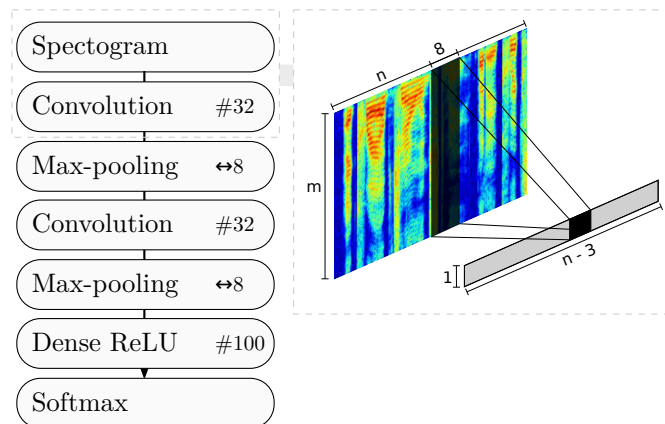 Spectogram
Convolution #32
Max-pooling ↔8
Convolution #32
Max-pooling ↔8
Dense ReLU #100
Softmax
n
8
m
1
n - 3